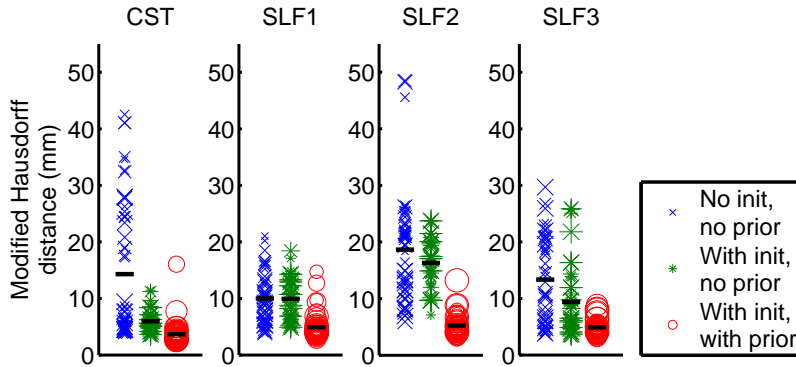 CST
SLF1
SLF2
SLF3
Modified Hausdorff
distance (mm)
50
40
30
20
10
0
50
40
30
20
10
0
50
40
30
20
10
0
50
40
30
20
10
0
No init,
no prior
With init,
no prior
With init,
with prior